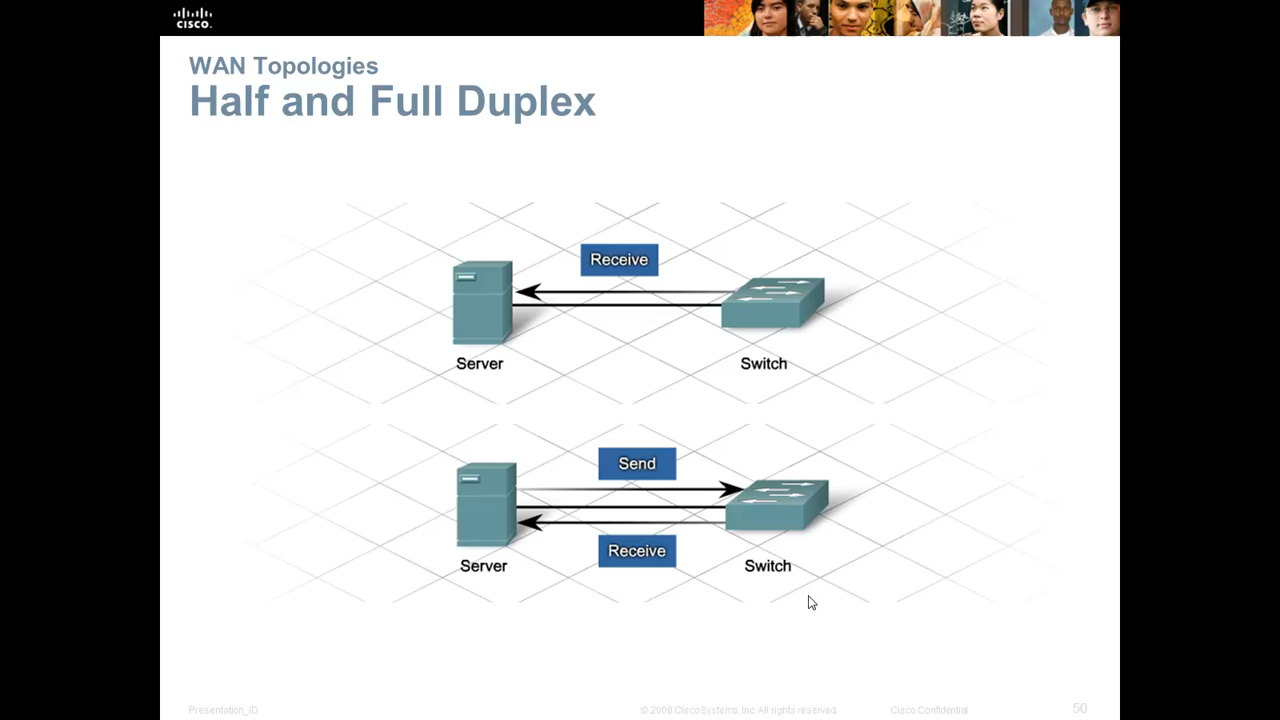 CISCO.
WAN Topologies
Half and Full Duplex
Receive
Server
Switch
Send
Receive
Server
Switch
Presentation_ID
© 2008 Cisco Systems, Inc. All rights reserved.
Cisco Confidential
50